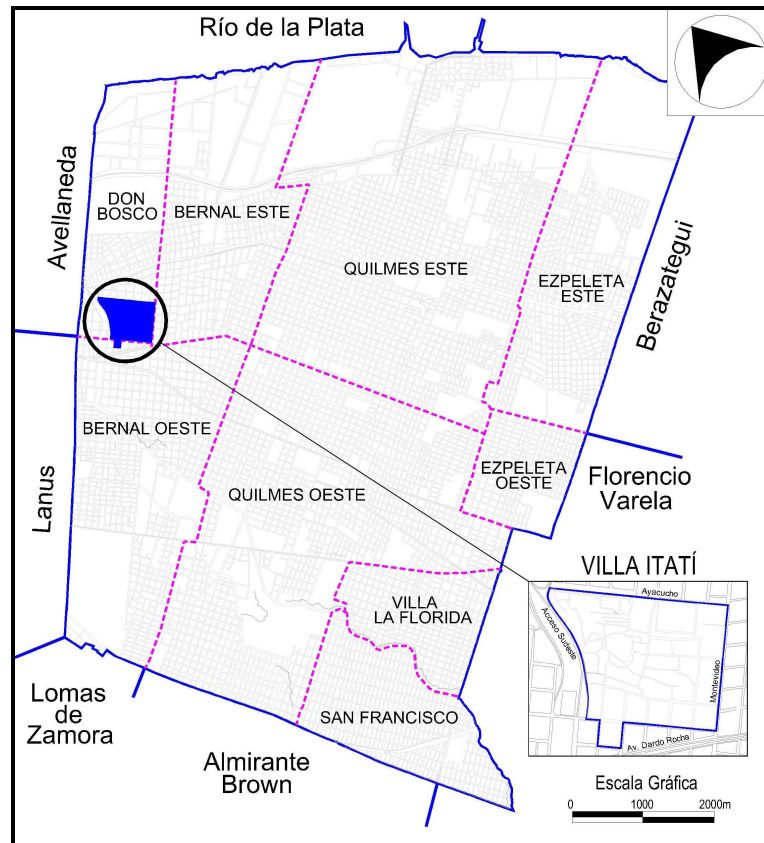 Río de la Plata
Avellaneda
DON
BOSCO
BERNAL ESTE
QUILMES ESTE
EZPELETA
ESTE
Berazategui
BERNAL OESTE
EZPELETA
OESTE
Florencio
Varela
Lanus
QUILMES OESTE
VILLA
LA FLORIDA
SAN FRANCISCO
Lomas
de
Zamora
Almirante
Brown
VILLA ITATÍ
Ayacucho
Acceso Sudeste
Montevideo
Av. Dardo Rocha
Escala Gráfica
0 1000 2000m